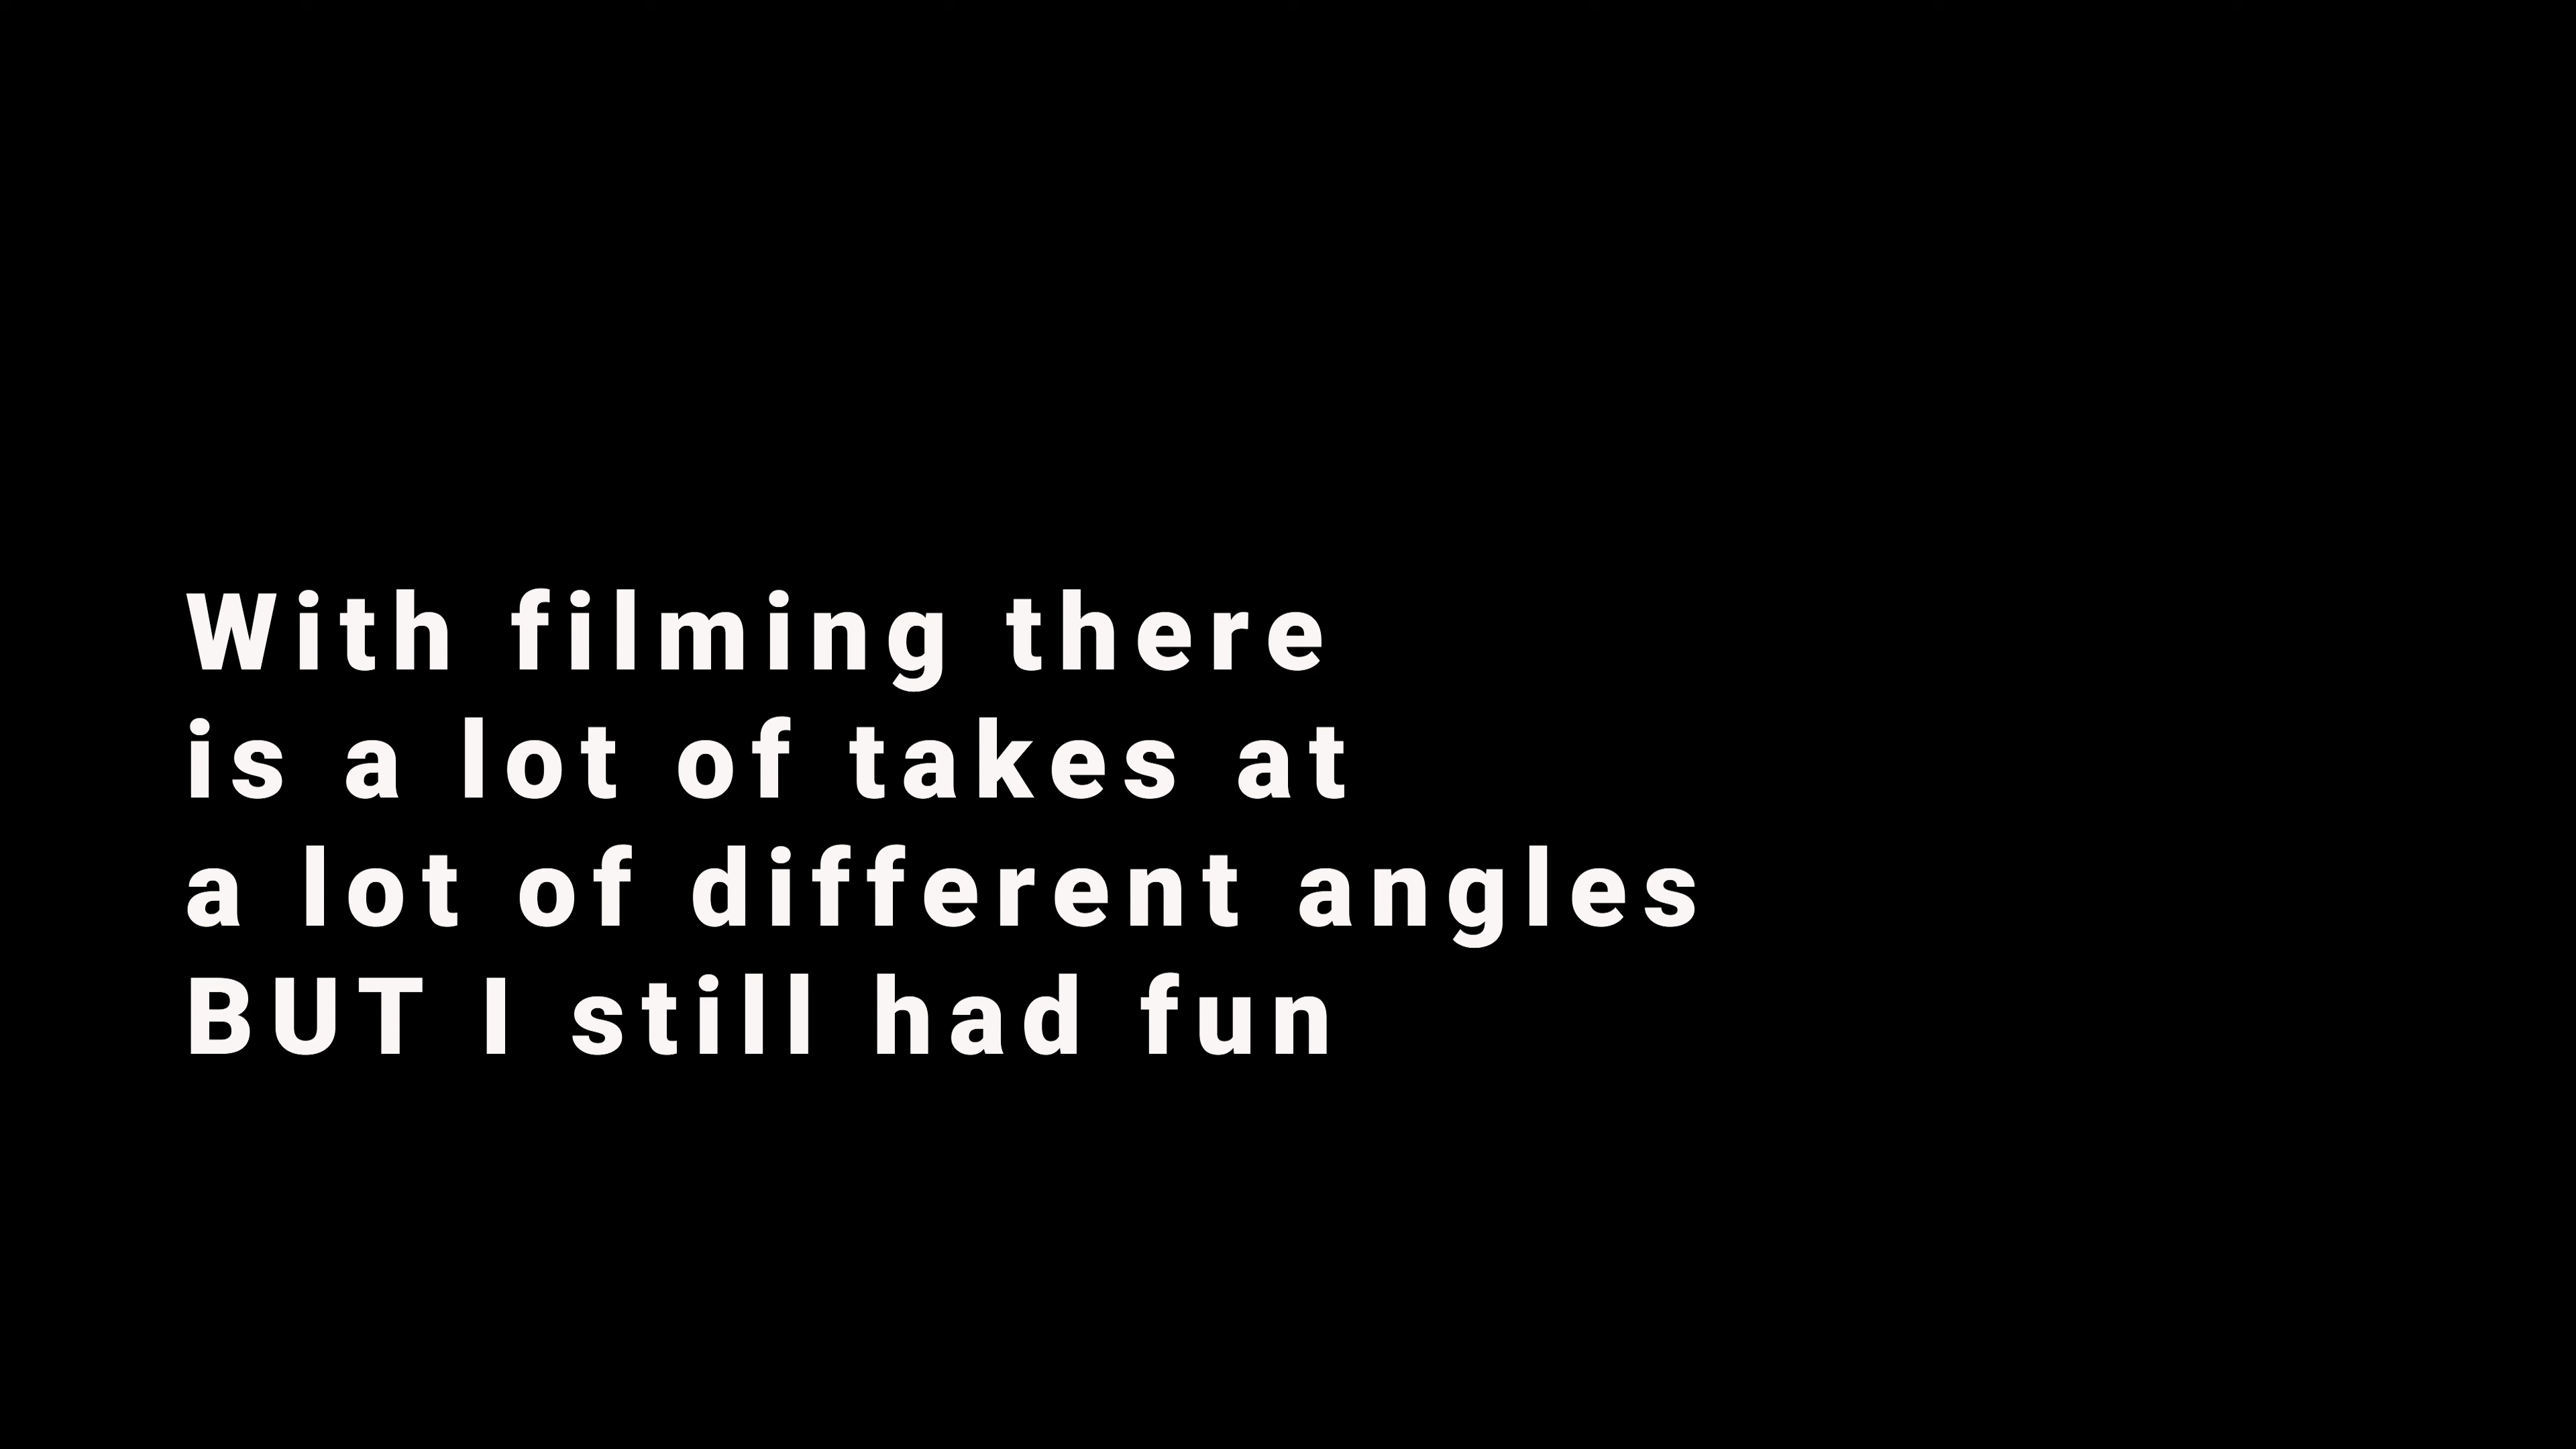 With filming there
is a lot of takes at
a lot of different angles
BUT I still had fun